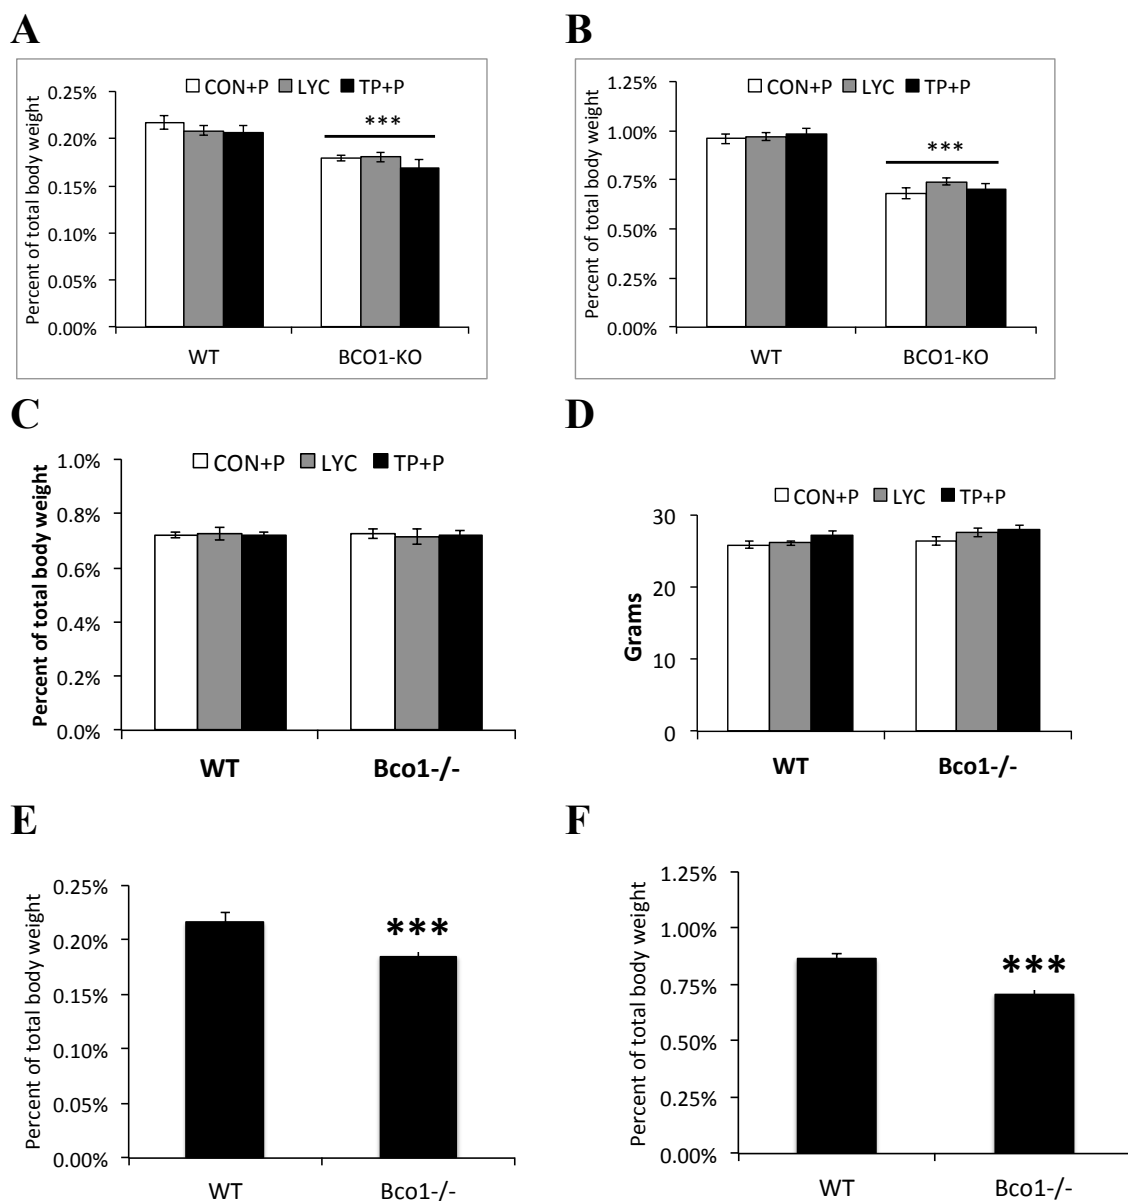 A
CON+P LYC TP+P
Percent of total body weight
0.25%
0.20%
0.15%
0.10%
0.05%
0.00%
***
WT BCO1-KO
B
CON+P LYC TP+P
Percent of total body weight
1.25%
1.00%
0.75%
0.50%
0.25%
0.00%
***
WT BCO1-KO
C
CON+P LYC TP+P
Percent of total body weight
1.0%
0.8%
0.6%
0.4%
0.2%
0.0%
WT Bco1-/-
D
CON+P LYC TP+P
Grams
30
20
10
0
WT Bco1-/-
E
Percent of total body weight
0.25%
0.20%
0.15%
0.10%
0.05%
0.00%
***
WT Bco1-/-
F
Percent of total body weight
1.25%
1.00%
0.75%
0.50%
0.25%
0.00%
***
WT Bco1-/-